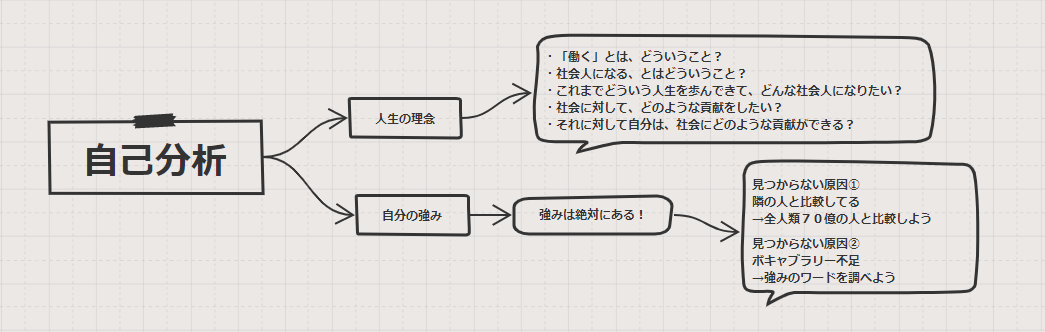 自己分析
人生の理念
・「働く」とは、どういうこと？
・社会人になる、とはどういうこと？
・これまでどういう人生を歩んできて、どんな社会人になりたい？
・社会に対して、どのような貢献をしたい？
・それに対して自分は、社会にどのような貢献ができる？
自分の強み
強みは絶対にある！
見つからない原因①
隣の人と比較してる
→全人類７０億の人と比較しよう
見つからない原因②
ボキャブラリー不足
→強みのワードを調べよう